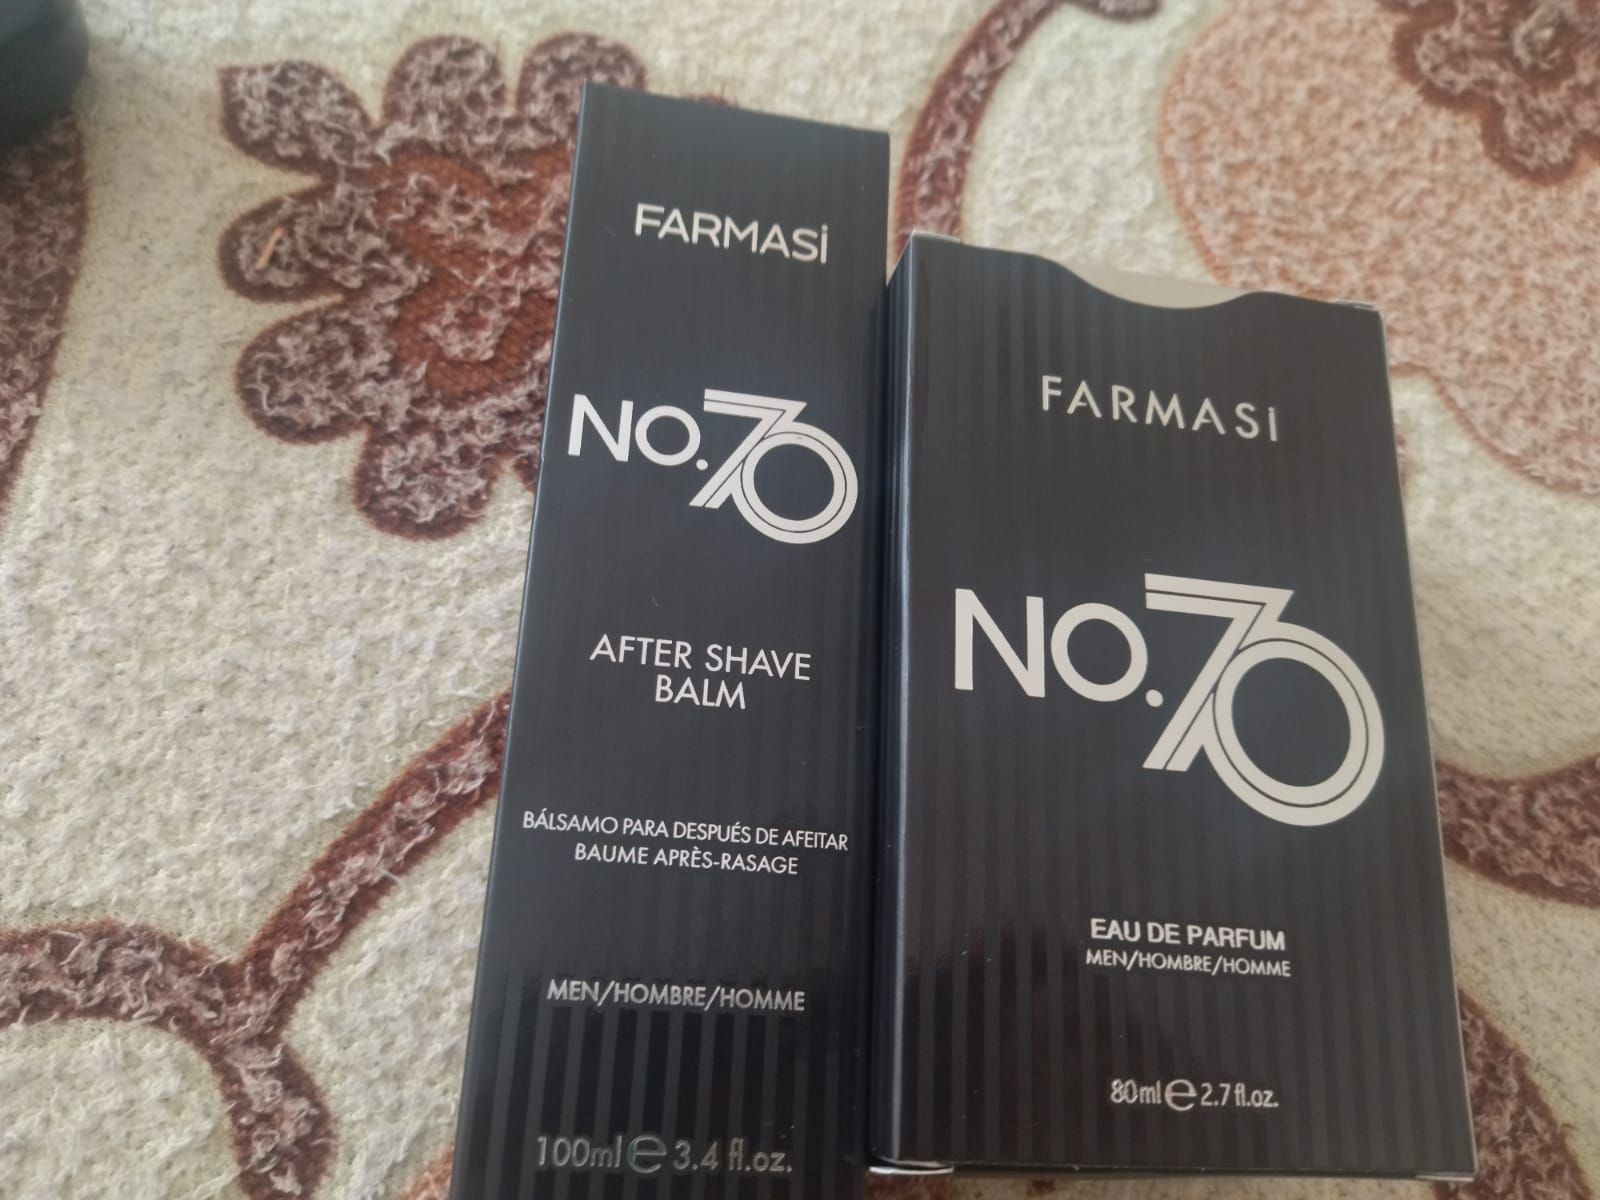 FARMASi
No.70
AFTER SHAVE
BALM
BÁLSAMO PARA DESPUÉS DE AFEITAR
BAUME APRÈS-RASAGE
MEN/HOMBRE/HOMME
100ml e 3.4 fl.oz.
FARMASi
No.70
EAU DE PARFUM
MEN/HOMBRE/HOMME
80ml e 2.7 fl.oz.